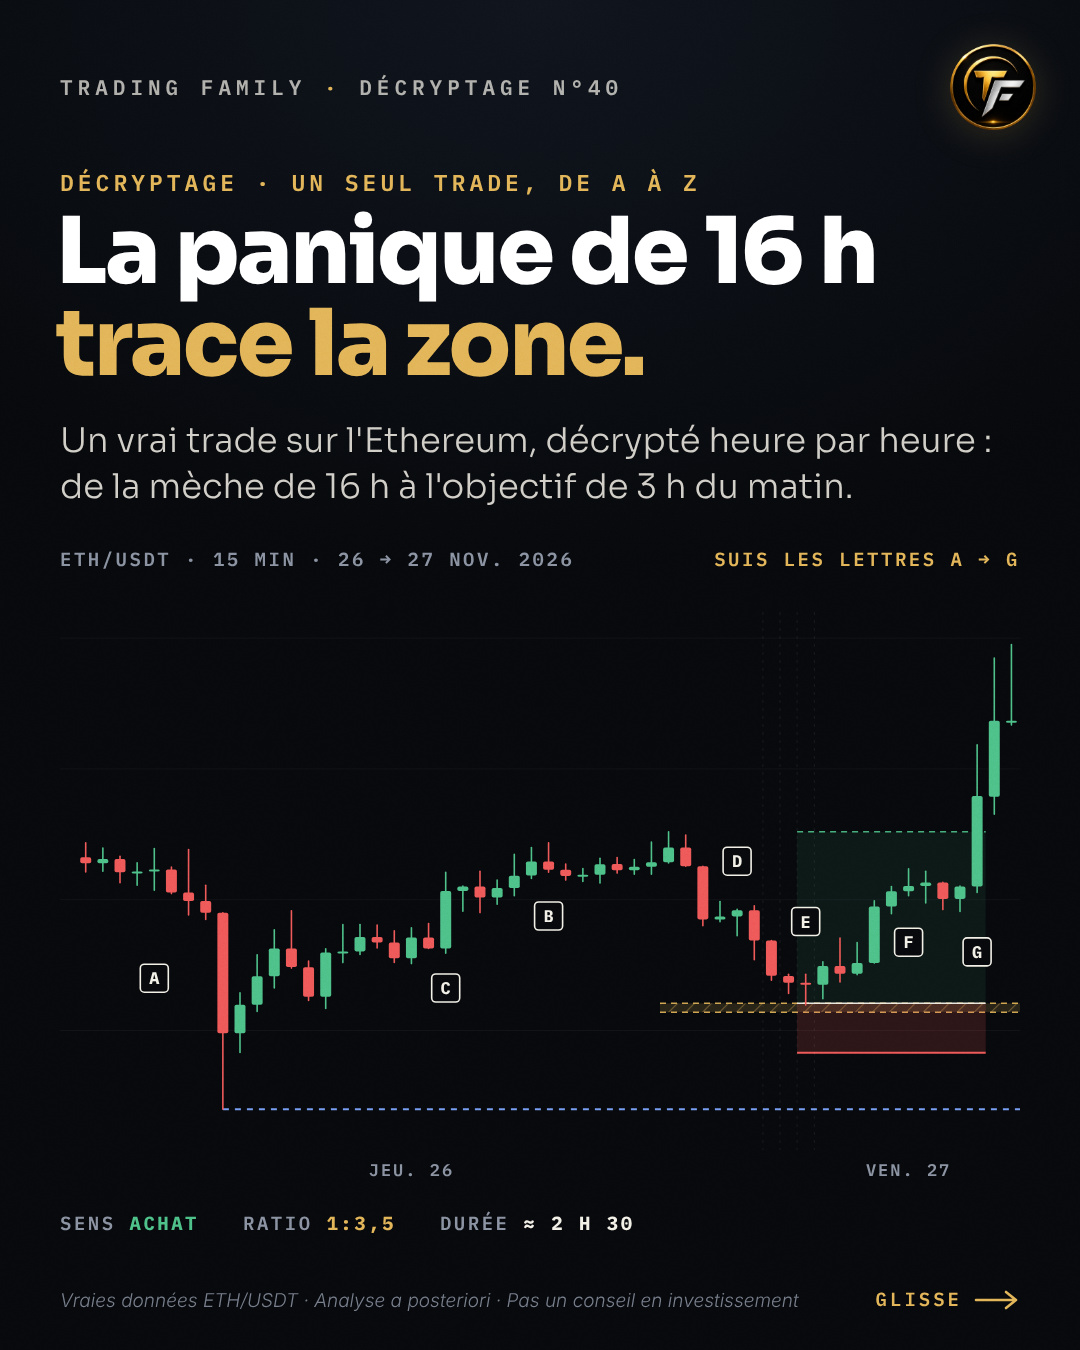 TRADING FAMILY · DÉCRYPTAGE N°40
TF
DÉCRYPTAGE · UN SEUL TRADE, DE A À Z
La panique de 16 h
trace la zone.
Un vrai trade sur l'Ethereum, décrypté heure par heure :
de la mèche de 16 h à l'objectif de 3 h du matin.
ETH/USDT · 15 MIN · 26 → 27 NOV. 2026
SUIS LES LETTRES A → G
A
B
C
D
E
F
G
JEU. 26
VEN. 27
SENS ACHAT
RATIO 1:3,5
DURÉE ≈ 2 H 30
Vraies données ETH/USDT · Analyse a posteriori · Pas un conseil en investissement
GLISSE →